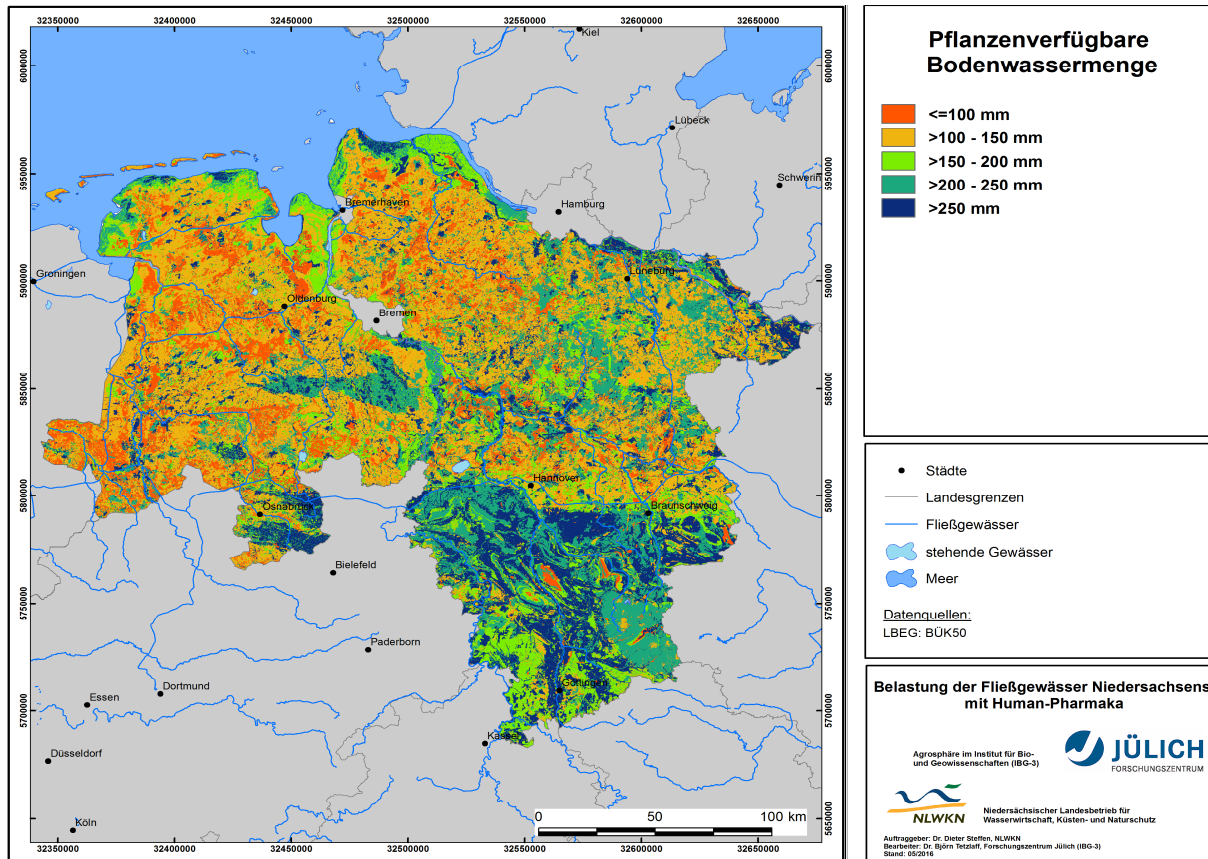 32350000 32400000 32450000 32500000 32550000 32600000 32650000
6000000
5950000
5900000
5850000
5800000
5750000
5700000
5650000
Kiel
Lübeck
Schwerin
Hamburg
Bremerhaven
Groningen
Lüneburg
Oldenburg
Bremen
Hannover
Braunschweig
Osnabrück
Bielefeld
Paderborn
Göttingen
Essen
Dortmund
Kassel
Düsseldorf
Köln
0 50 100 km
Pflanzenverfügbare
Bodenwassermenge
<=100 mm
>100 - 150 mm
>150 - 200 mm
>200 - 250 mm
>250 mm
Städte
Landesgrenzen
Fließgewässer
stehende Gewässer
Meer
Datenquellen:
LBEG: BÜK50
Belastung der Fließgewässer Niedersachsens
mit Human-Pharmaka
Agrosphäre im Institut für Bio-
und Geowissenschaften (IBG-3)
JÜLICH
FORSCHUNGSZENTRUM
NLWKN
Niedersächsischer Landesbetrieb für
Wasserwirtschaft, Küsten- und Naturschutz
Auftraggeber: Dr. Dieter Steffen, NLWKN
Bearbeiter: Dr. Björn Tetzlaff, Forschungszentrum Jülich (IBG-3)
Stand: 05/2016